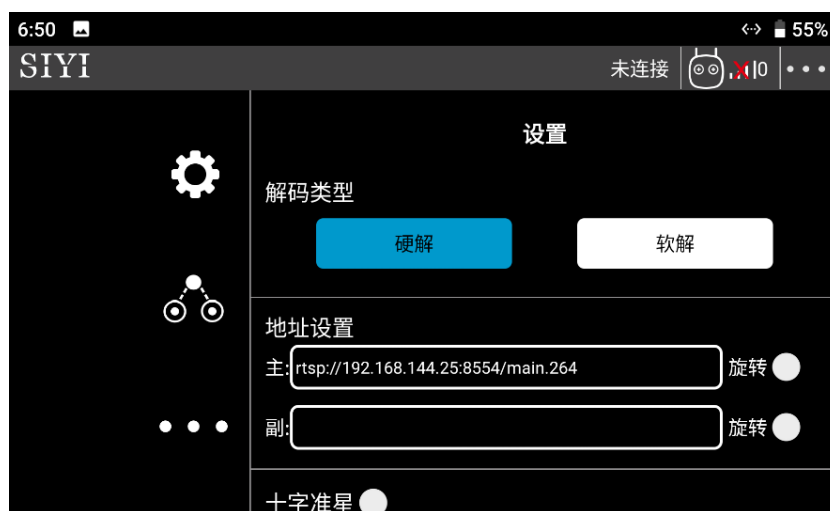 6:50 55%
SIYI 未连接 0
设置
解码类型
硬解 软解
地址设置
主: rtsp://192.168.144.25:8554/main.264 旋转
副: 旋转
十字准星